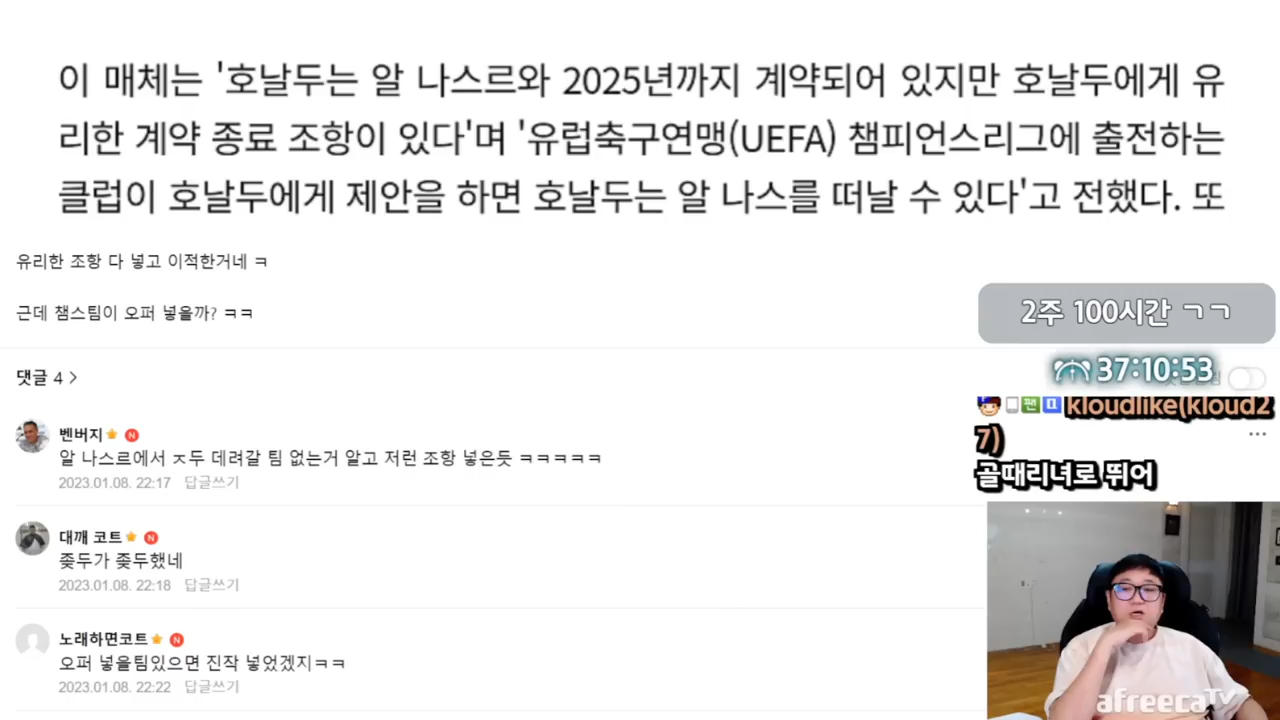 이 매체는 '호날두는 알 나스르와 2025년까지 계약되어 있지만 호날두에게 유
리한 계약 종료 조항이 있다'며 '유럽축구연맹(UEFA) 챔피언스리그에 출전하는
클럽이 호날두에게 제안을 하면 호날두는 알 나스를 떠날 수 있다'고 전했다. 또
유리한 조항 다 넣고 이적한거네 ㅋ
근데 챔스팀이 오퍼 넣을까? ㅋㅋ
2주 100시간 ㄱㄱ
37:10:53
댓글 4 >
팬
kloudlike(kloud2
7)
골때리녀로 뛰어
벤버지 N
알 나스르에서 ㅈ두 데려갈 팀 없는거 알고 저런 조항 넣은듯 ㅋㅋㅋㅋㅋ
2023.01.08. 22:17 답글쓰기
대깨 코트 N
좆두가 좆두했네
2023.01.08. 22:18 답글쓰기
노래하면코트 N
오퍼 넣을팀있으면 진작 넣었겠지ㅋㅋ
2023.01.08. 22:22 답글쓰기
afreecaTV